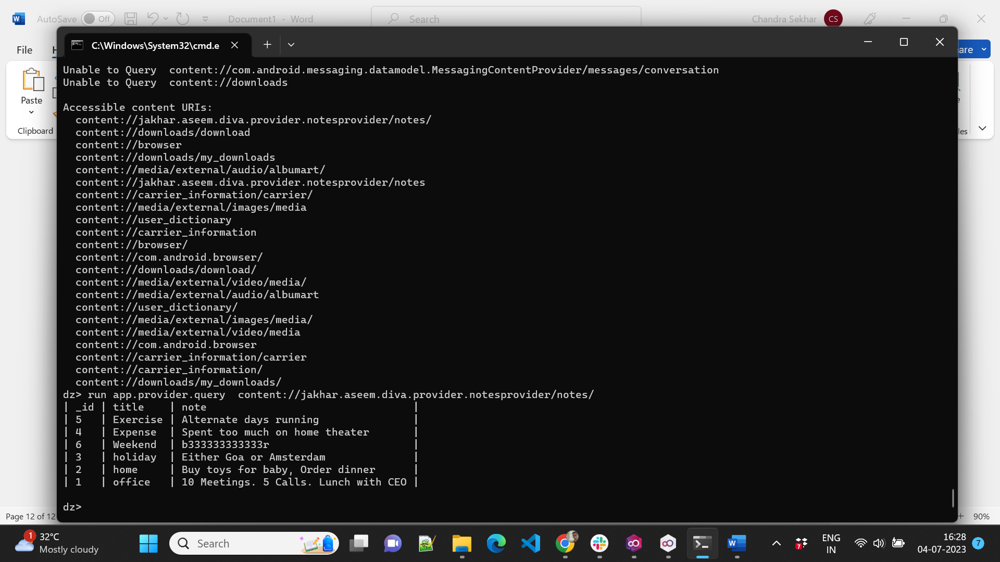 AutoSave Off Document1 - Word Search Chandra Sekhar CS
C:\Windows\System32\cmd.e
File
Paste
Clipboard
Unable to Query  content://com.android.messaging.datamodel.MessagingContentProvider/messages/conversation
Unable to Query  content://downloads
Accessible content URIs:
content://jakhar.aseem.diva.provider.notesprovider/notes/
content://downloads/download
content://browser
content://downloads/my_downloads
content://media/external/audio/albumart/
content://jakhar.aseem.diva.provider.notesprovider/notes
content://carrier_information/carrier/
content://media/external/images/media
content://user_dictionary
content://carrier_information
content://browser/
content://com.android.browser/
content://downloads/download/
content://media/external/video/media/
content://media/external/audio/albumart
content://user_dictionary/
content://media/external/images/media/
content://media/external/video/media
content://com.android.browser
content://carrier_information/carrier
content://carrier_information/
content://downloads/my_downloads/
dz> run app.provider.query  content://jakhar.aseem.diva.provider.notesprovider/notes/
| _id | title    | note                                 |
| 5   | Exercise | Alternate days running               |
| 4   | Expense  | Spent too much on home theater       |
| 6   | Weekend  | b333333333333r                       |
| 3   | holiday  | Either Goa or Amsterdam              |
| 2   | home     | Buy toys for baby, Order dinner      |
| 1   | office   | 10 Meetings. 5 Calls. Lunch with CEO |
dz>
Page 12 of 12
90%
1 32°C
Mostly cloudy
Search
7
ENG
IN
16:28
04-07-2023
7